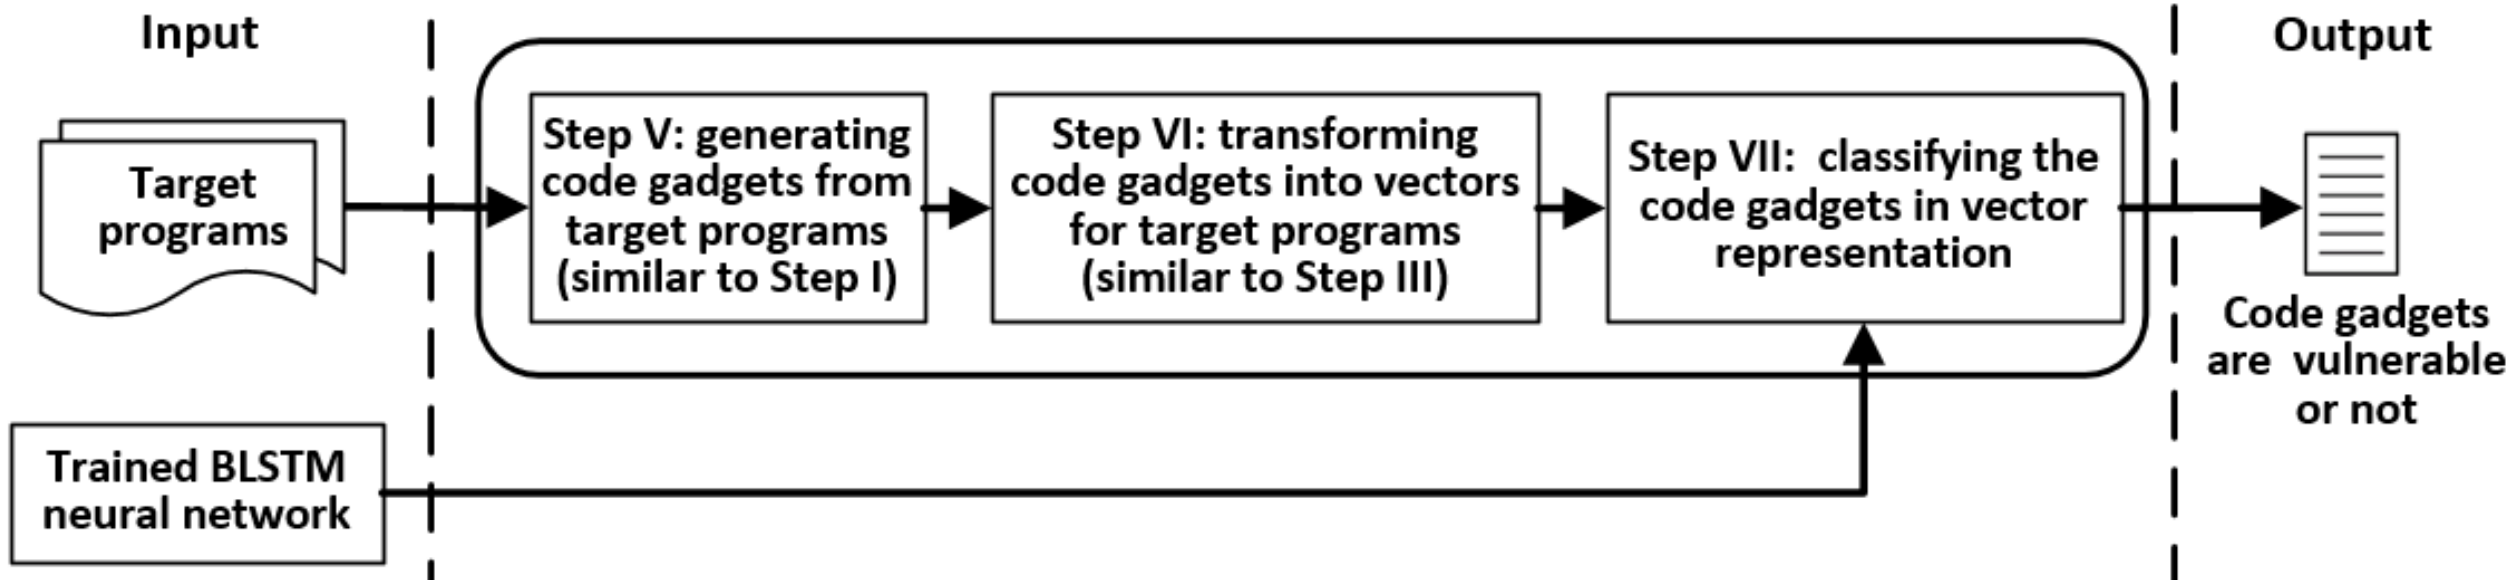 Input
Output
Target
programs
Step V: generating
code gadgets from
target programs
(similar to Step I)
Step VI: transforming
code gadgets into vectors
for target programs
(similar to Step III)
Step VII:  classifying the
code gadgets in vector
representation
Code gadgets
are  vulnerable
or not
Trained BLSTM
neural network